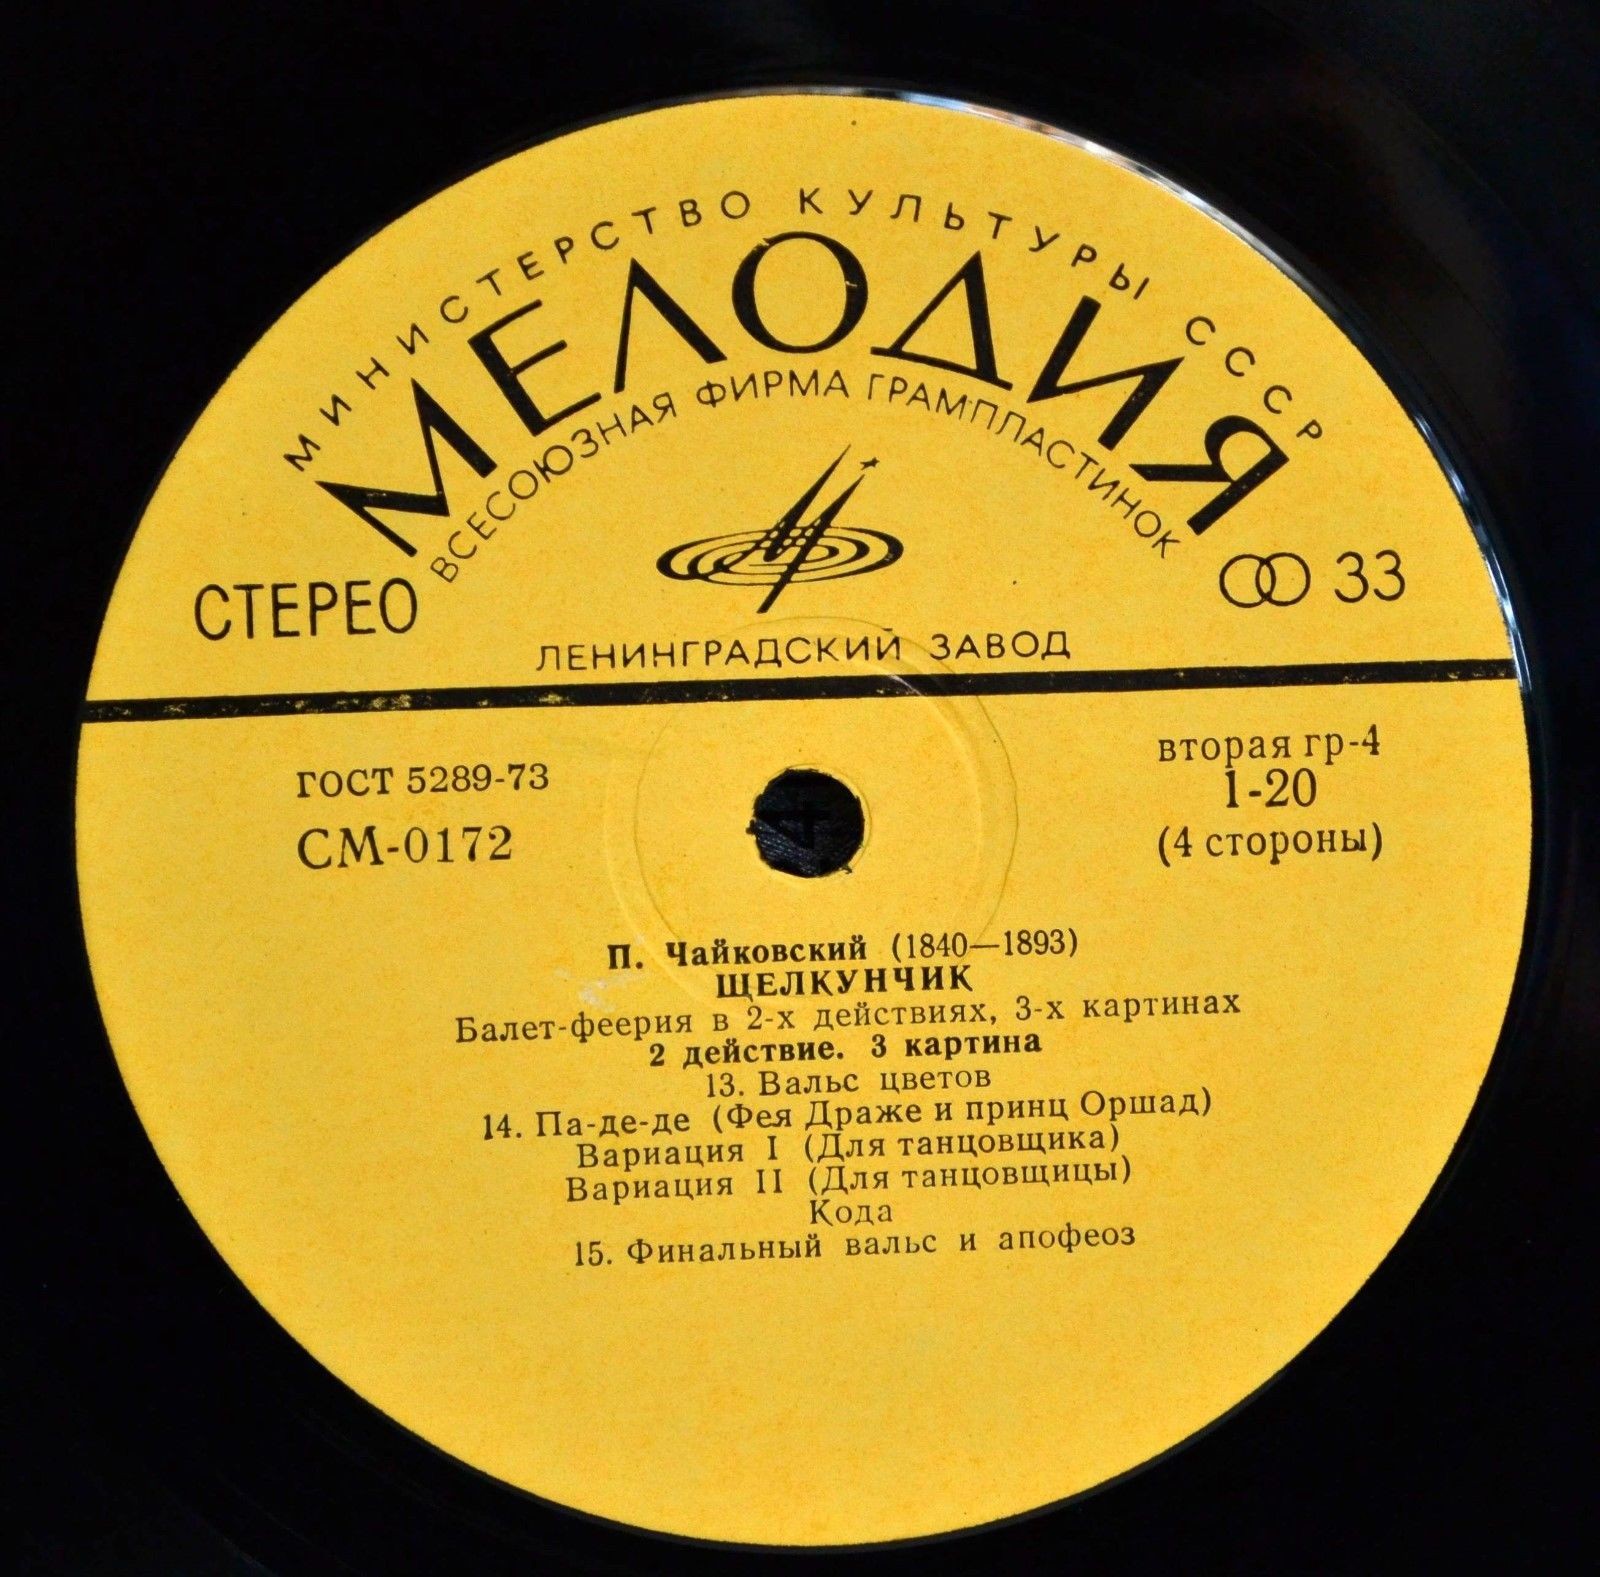 МИНИСТЕРСТВО КУЛЬТУРЫ СССР
МЕЛОДИЯ
ВСЕСОЮЗНАЯ ФИРМА ГРАМПЛАСТИНОК
СТЕРЕО
33
ЛЕНИНГРАДСКИЙ ЗАВОД
ГОСТ 5289-73
СМ-0172
вторая гр-4
1-20
(4 стороны)
П. Чайковский (1840—1893)
ЩЕЛКУНЧИК
Балет-феерия в 2-х действиях, 3-х картинах
2 действие. 3 картина
13. Вальс цветов
14. Па-де-де (Фея Драже и принц Оршад)
Вариация I (Для танцовщика)
Вариация II (Для танцовщицы)
Кода
15. Финальный вальс и апофеоз